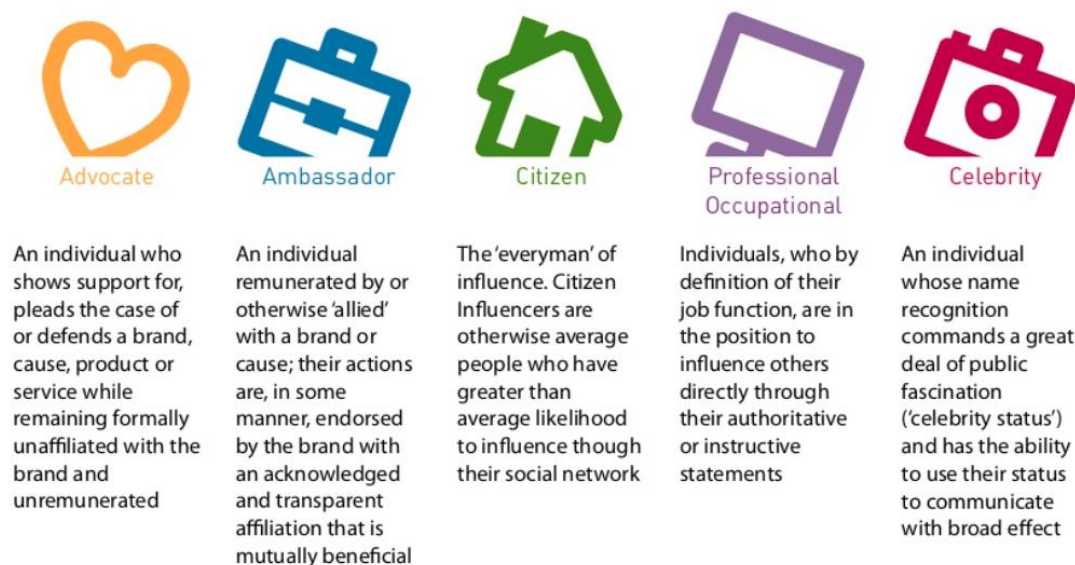 Advocate
An individual who
shows support for,
pleads the case of
or defends a brand,
cause, product or
service while
remaining formally
unaffiliated with the
brand and
unremunerated
Ambassador
An individual
remunerated by or
otherwise ‘allied’
with a brand or
cause; their actions
are, in some
manner, endorsed
by the brand with
an acknowledged
and transparent
affiliation that is
mutually beneficial
Citizen
The ‘everyman’ of
influence. Citizen
Influencers are
otherwise average
people who have
greater than
average likelihood
to influence though
their social network
Professional
Occupational
Individuals, who by
definition of their
job function, are in
the position to
influence others
directly through
their authoritative
or instructive
statements
Celebrity
An individual
whose name
recognition
commands a great
deal of public
fascination
(‘celebrity status’)
and has the ability
to use their status
to communicate
with broad effect